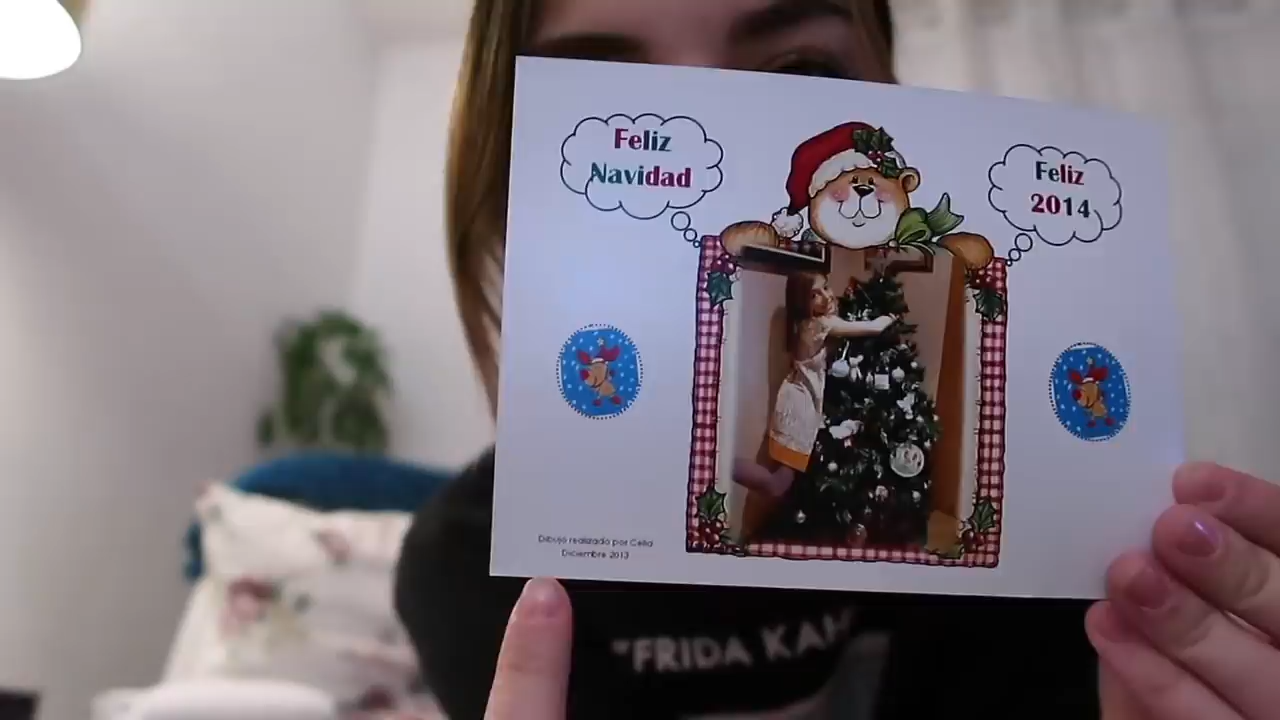 Feliz
Navidad
Feliz
2014
Dibujo realizado por Celia
Diciembre 2013
"FRIDA KAH